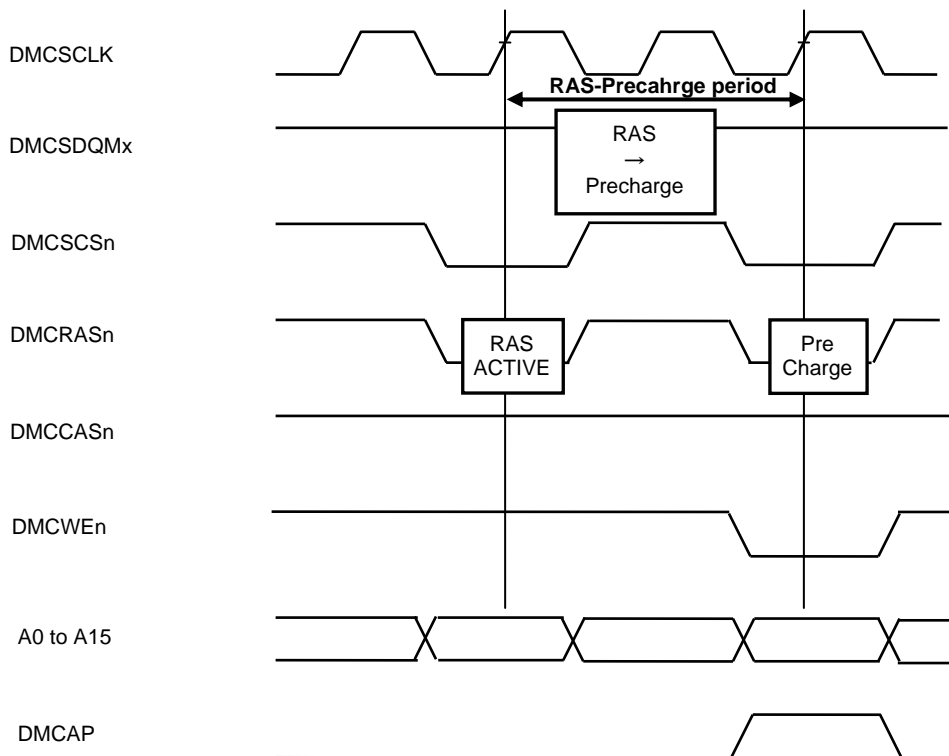 DMCSCLK
RAS-Precahrge period
DMCSDQMx
RAS
→
Precharge
DMCSCSn
DMCRASn
RAS
ACTIVE
Pre
Charge
DMCCASn
DMCWEn
A0 to A15
DMCAP